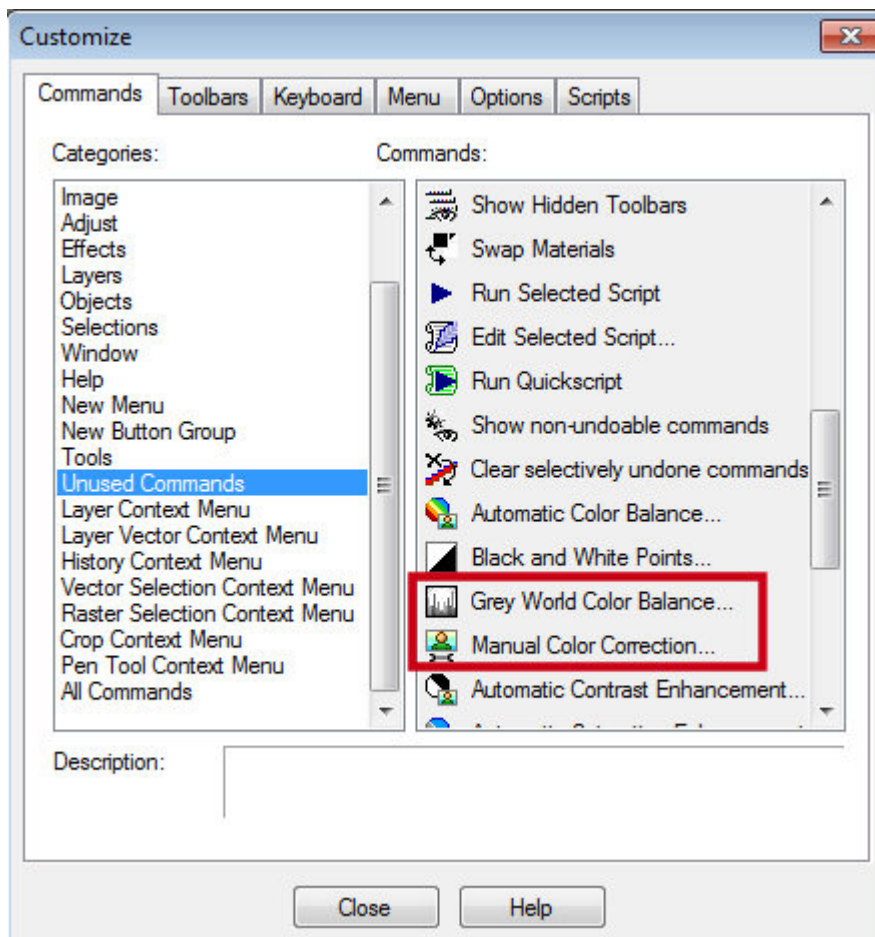 Customize
Commands
Toolbars
Keyboard
Menu
Options
Scripts
Categories:
Image
Adjust
Effects
Layers
Objects
Selections
Window
Help
New Menu
New Button Group
Tools
Unused Commands
Layer Context Menu
Layer Vector Context Menu
History Context Menu
Vector Selection Context Menu
Raster Selection Context Menu
Crop Context Menu
Pen Tool Context Menu
All Commands
Commands:
Show Hidden Toolbars
Swap Materials
Run Selected Script
Edit Selected Script...
Run Quickscript
Show non-undoable commands
Clear selectively undone commands
Automatic Color Balance...
Black and White Points...
Grey World Color Balance...
Manual Color Correction...
Automatic Contrast Enhancement...
Description:
Close
Help